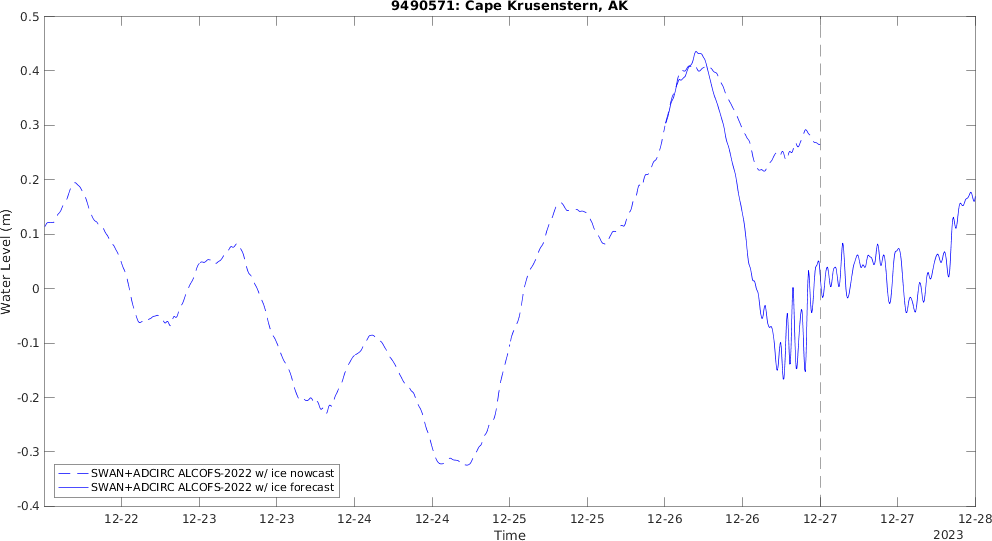 9490571: Cape Krusenstern, AK
0.5
0.4
0.3
0.2
0.1
0
-0.1
-0.2
-0.3
-0.4
Water Level (m)
SWAN+ADCIRC ALCOFS-2022 w/ ice nowcast
SWAN+ADCIRC ALCOFS-2022 w/ ice forecast
12-22 12-23 12-23 12-24 12-24 12-25 12-25 12-26 12-26 12-27 12-27 12-28
Time
2023